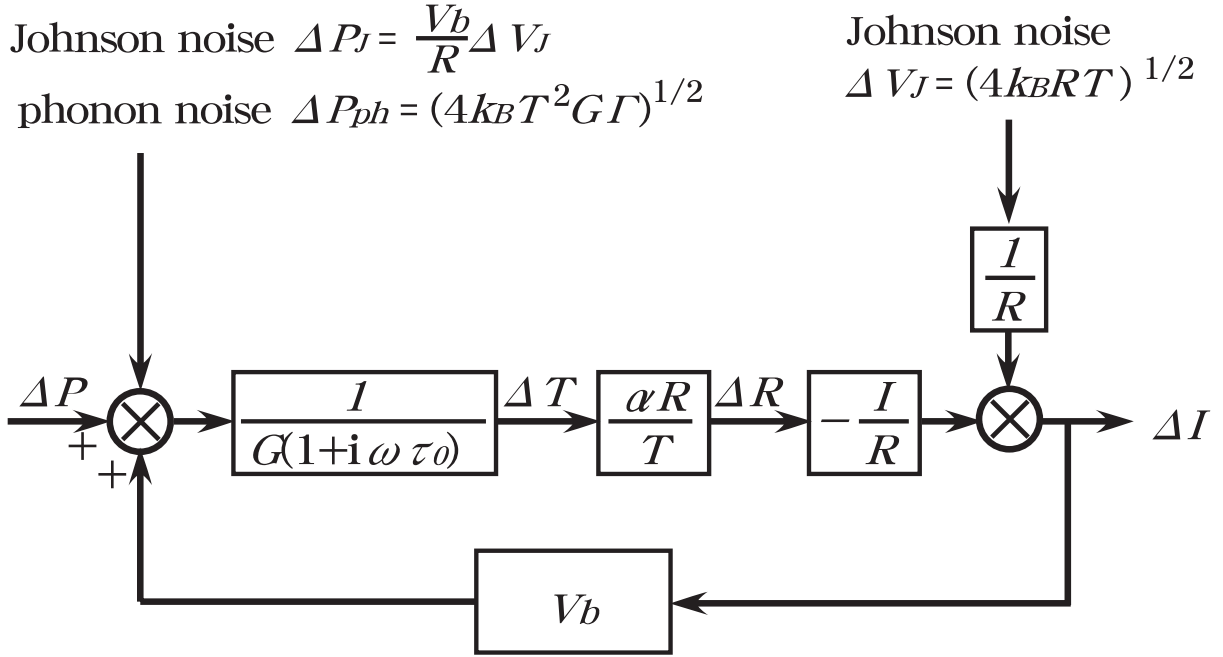 Johnson noise ΔPJ = Vb/R ΔVJ
phonon noise ΔPph = (4kBT²GΓ)^1/2
Johnson noise
ΔVJ = (4kBRT)^1/2
1/R
ΔP
+
+
1/G(1+iωτ0)
ΔT
αR/T
ΔR
−I/R
ΔI
Vb